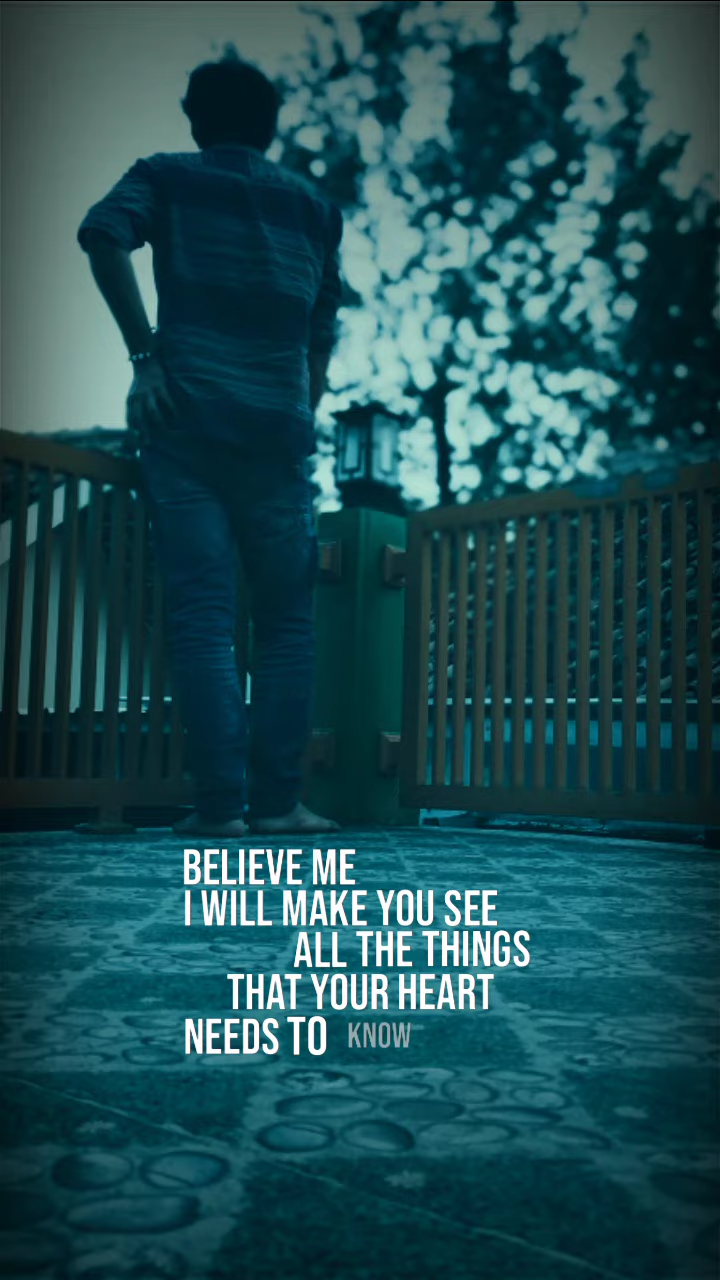 BELIEVE ME
I WILL MAKE YOU SEE
ALL THE THINGS
THAT YOUR HEART
NEEDS TO KNOW